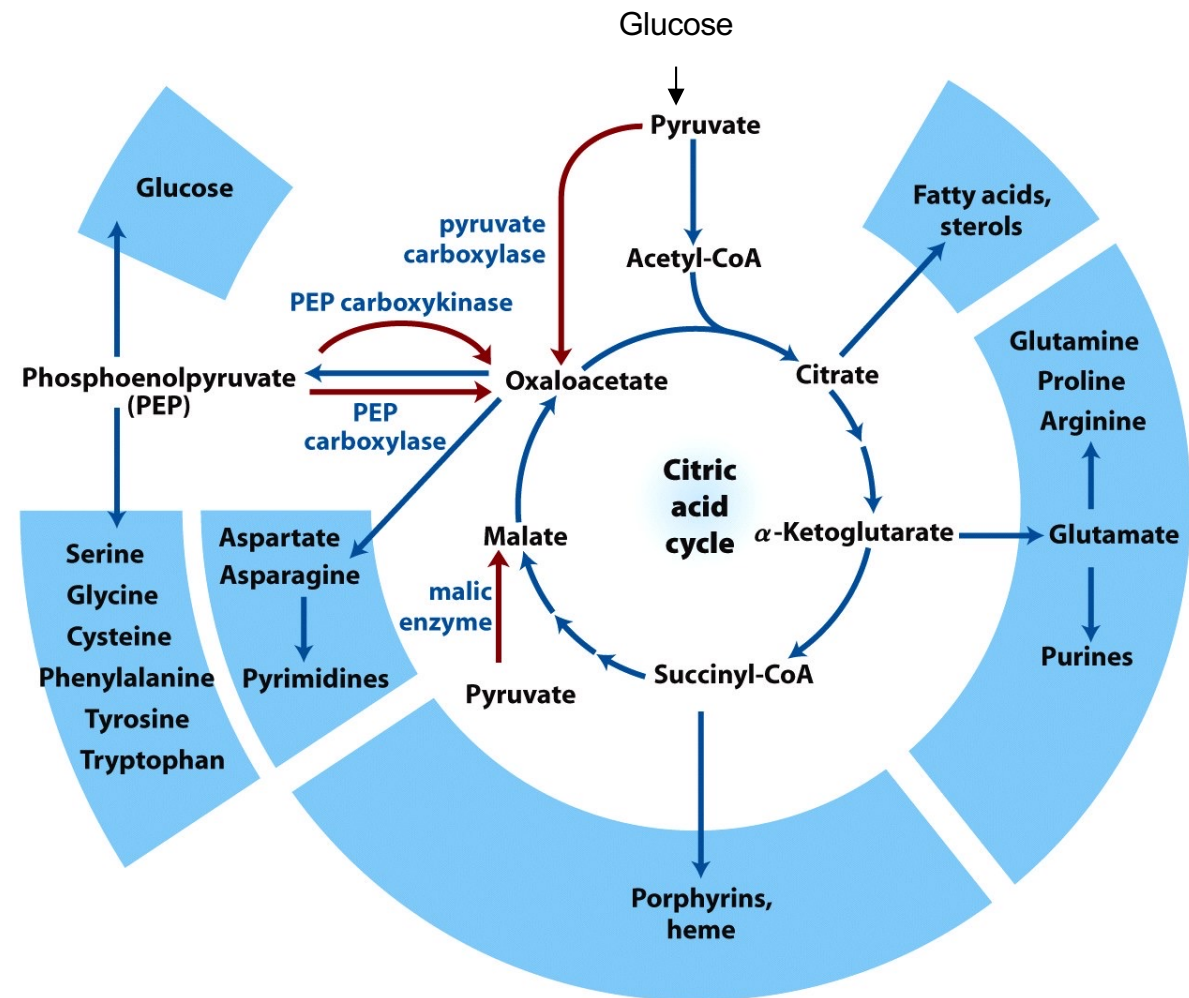 Glucose
Pyruvate
Glucose
Fatty acids,
sterols
pyruvate
carboxylase
Acetyl-CoA
PEP carboxykinase
Glutamine
Proline
Arginine
Phosphoenolpyruvate
(PEP)
Oxaloacetate
Citrate
PEP
carboxylase
Citric
acid
cycle
Malate
α-Ketoglutarate
Glutamate
Aspartate
Asparagine
Serine
Glycine
Cysteine
Phenylalanine
Tyrosine
Tryptophan
malic
enzyme
Pyrimidines
Pyruvate
Succinyl-CoA
Purines
Porphyrins,
heme